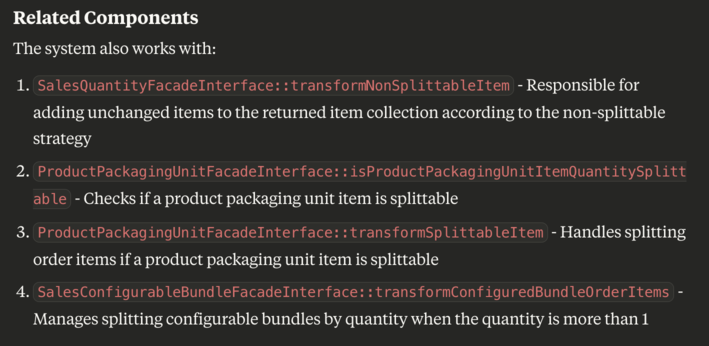 Related Components
The system also works with:
1. SalesQuantityFacadeInterface::transformNonSplittableItem - Responsible for
adding unchanged items to the returned item collection according to the non-splittable
strategy
2. ProductPackagingUnitFacadeInterface::isProductPackagingUnitItemQuantitySplitt
able - Checks if a product packaging unit item is splittable
3. ProductPackagingUnitFacadeInterface::transformSplittableItem - Handles splitting
order items if a product packaging unit item is splittable
4. SalesConfigurableBundleFacadeInterface::transformConfiguredBundleOrderItems -
Manages splitting configurable bundles by quantity when the quantity is more than 1